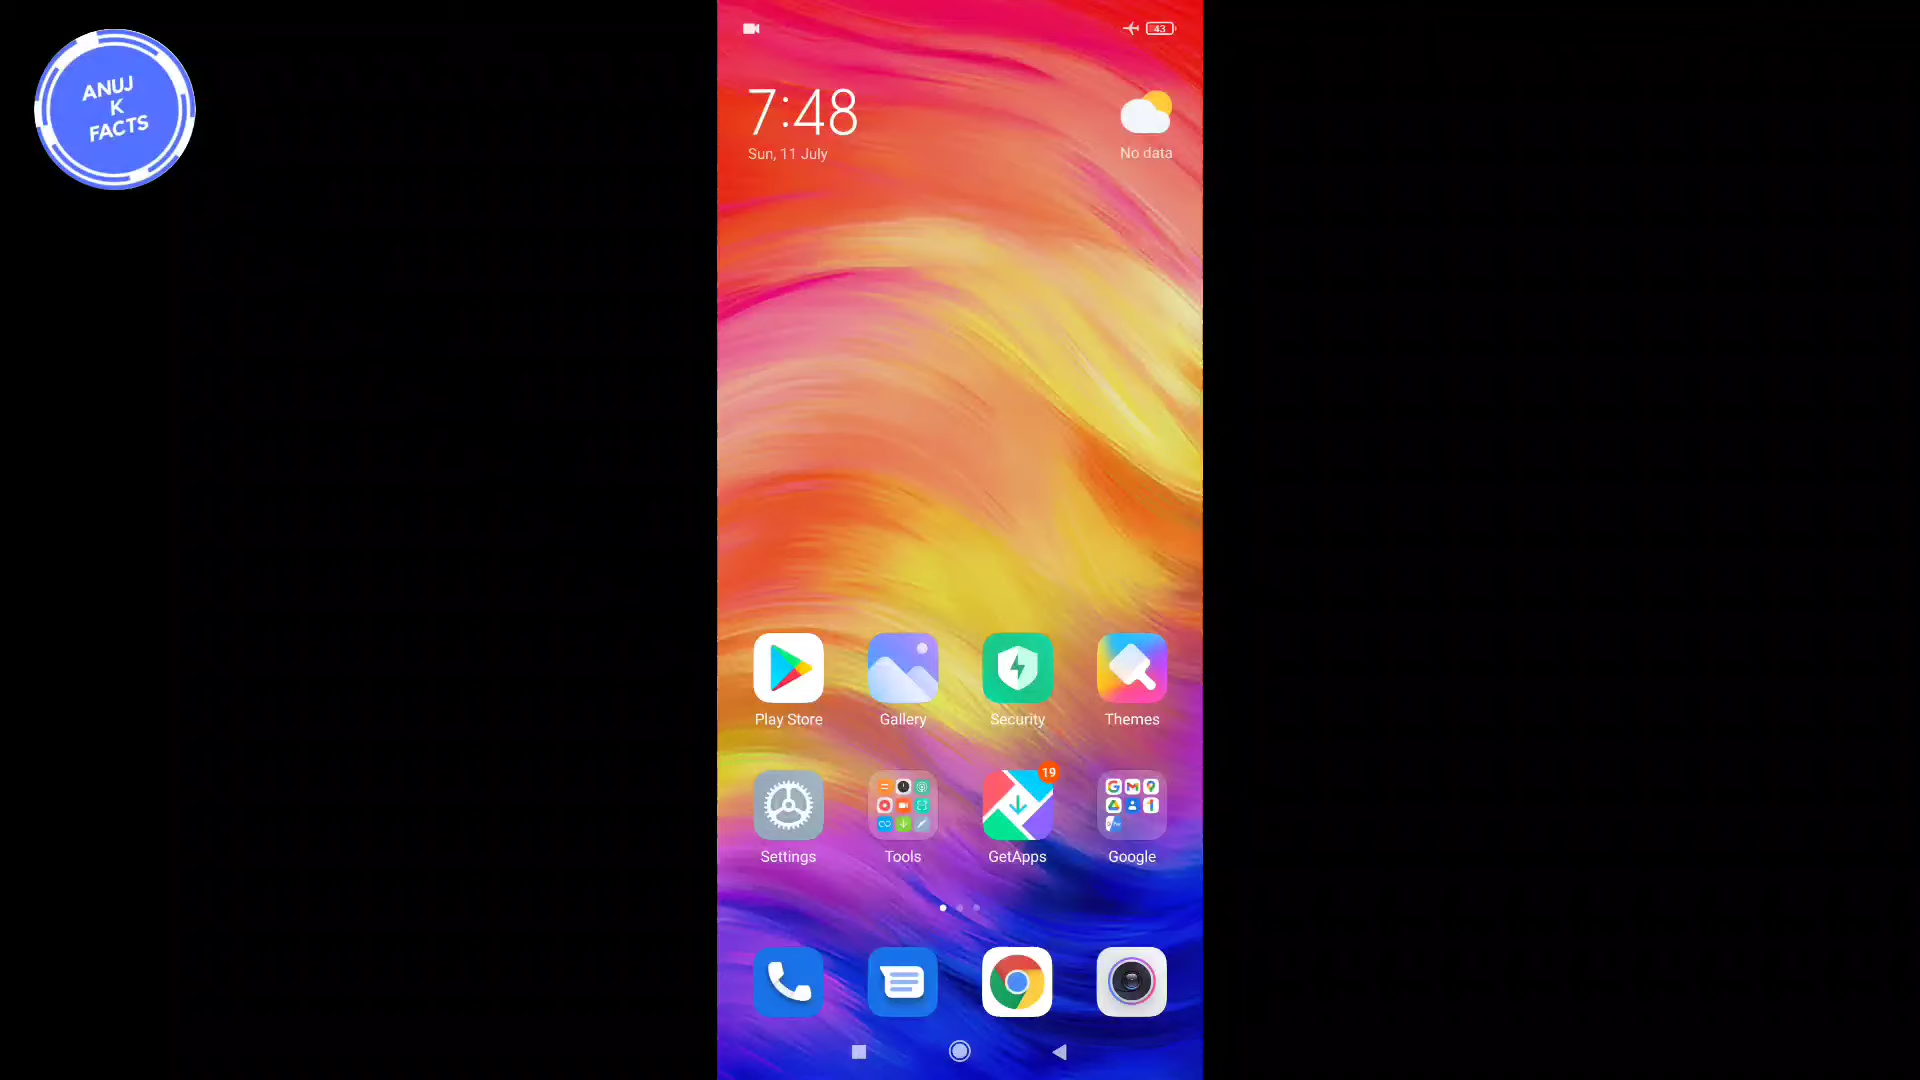 ANUJ
K
FACTS
43
7:48
Sun, 11 July
No data
Play Store
Gallery
Security
Themes
19
Settings
Tools
GetApps
Google